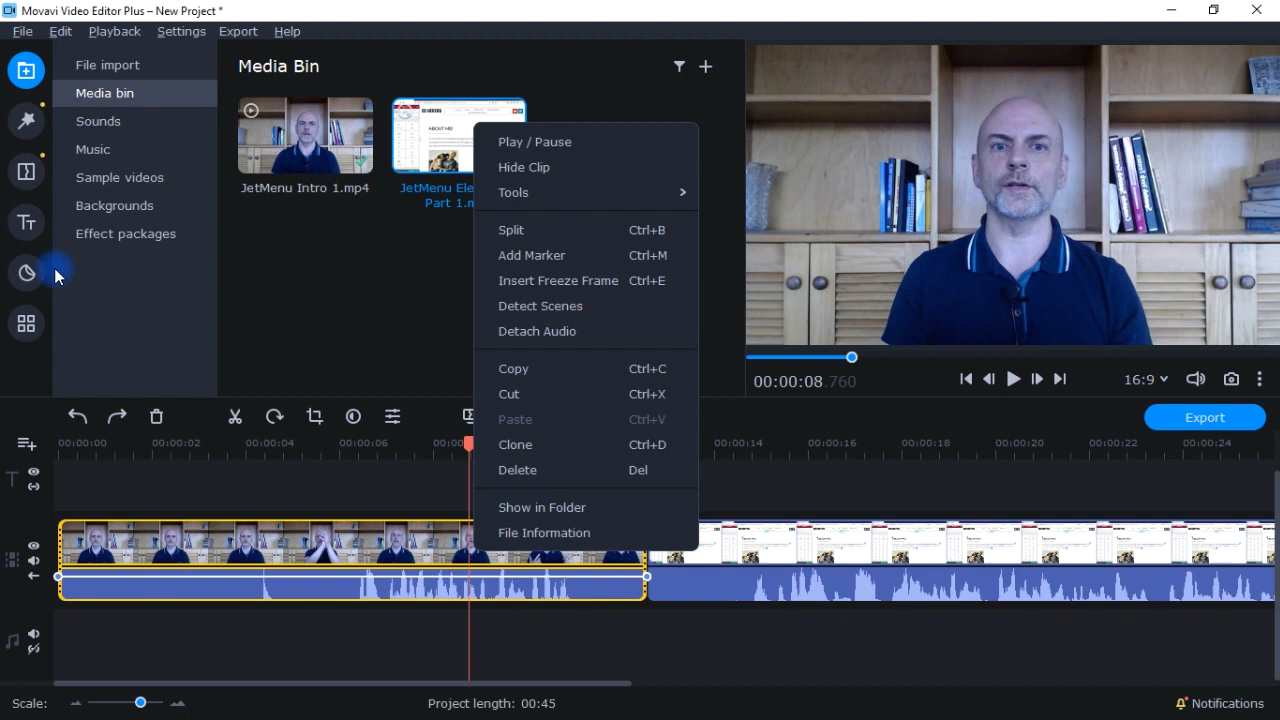 Movavi Video Editor Plus – New Project *
File Edit Playback Settings Export Help
File import
Media bin
Sounds
Music
Sample videos
Backgrounds
Effect packages
Media Bin
JetMenu Intro 1.mp4
JetMenu Ele
Part 1.m
ABOUT MD
Play / Pause
Hide Clip
Tools
Split Ctrl+B
Add Marker Ctrl+M
Insert Freeze Frame Ctrl+E
Detect Scenes
Detach Audio
Copy Ctrl+C
Cut Ctrl+X
Paste Ctrl+V
Clone Ctrl+D
Delete Del
Show in Folder
File Information
00:00:08.760
16:9
Export
00:00:00 00:00:02 00:00:04 00:00:06 00:00 00:00:14 00:00:16 00:00:18 00:00:20 00:00:22 00:00:24
Scale:
Project length: 00:45
Notifications